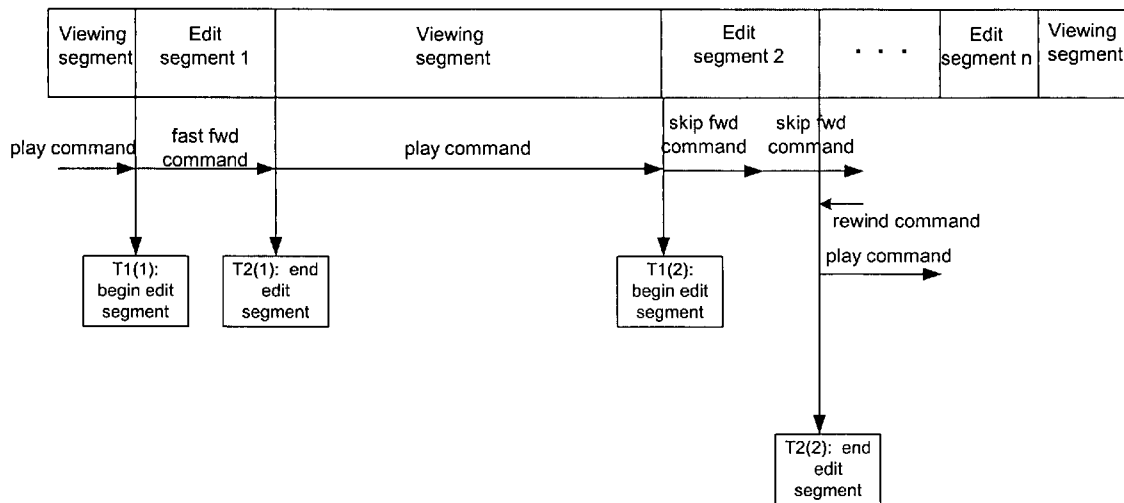 Viewing
segment
Edit
segment 1
Viewing
segment
Edit
segment 2
. . .
Edit
segment n
Viewing
segment
play command
fast fwd
command
play command
skip fwd
command
skip fwd
command
rewind command
play command
T1(1):
begin edit
segment
T2(1): end
edit
segment
T1(2):
begin edit
segment
T2(2): end
edit
segment